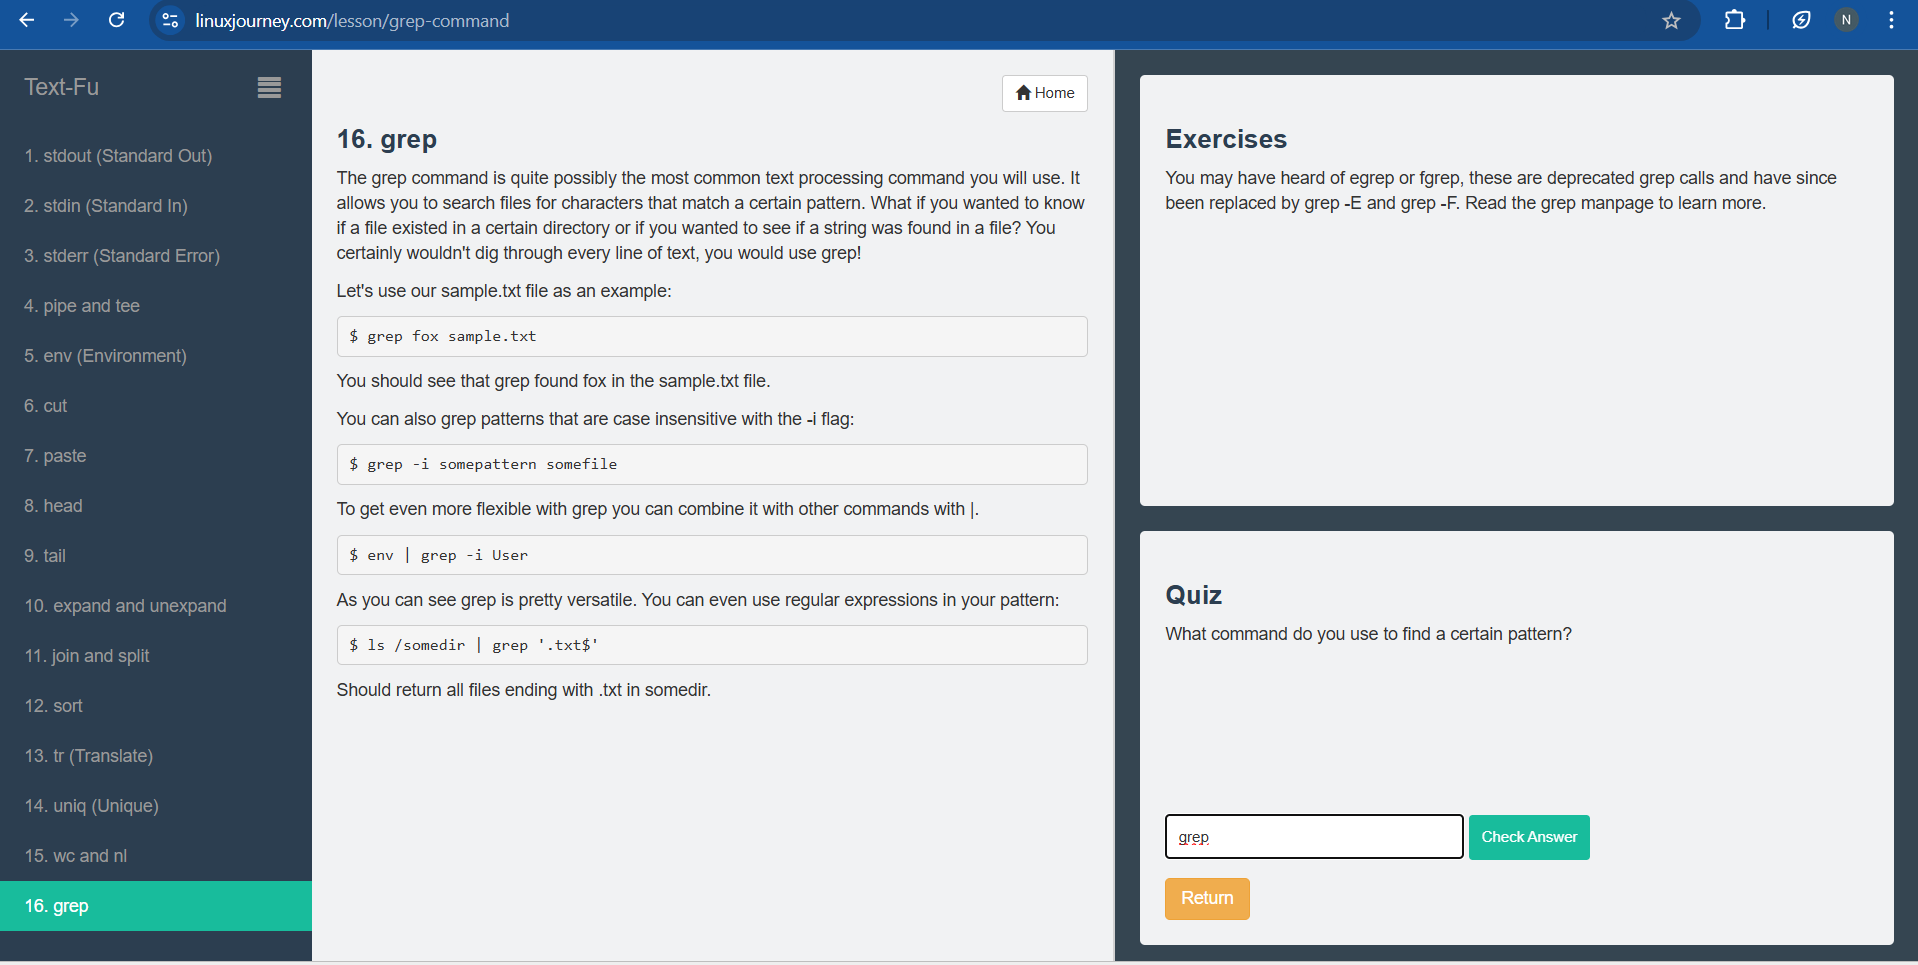 linuxjourney.com/lesson/grep-command
N
Text-Fu
1. stdout (Standard Out)
2. stdin (Standard In)
3. stderr (Standard Error)
4. pipe and tee
5. env (Environment)
6. cut
7. paste
8. head
9. tail
10. expand and unexpand
11. join and split
12. sort
13. tr (Translate)
14. uniq (Unique)
15. wc and nl
16. grep
Home
16. grep
The grep command is quite possibly the most common text processing command you will use. It
allows you to search files for characters that match a certain pattern. What if you wanted to know
if a file existed in a certain directory or if you wanted to see if a string was found in a file? You
certainly wouldn't dig through every line of text, you would use grep!
Let's use our sample.txt file as an example:
$ grep fox sample.txt
You should see that grep found fox in the sample.txt file.
You can also grep patterns that are case insensitive with the -i flag:
$ grep -i somepattern somefile
To get even more flexible with grep you can combine it with other commands with |.
$ env | grep -i User
As you can see grep is pretty versatile. You can even use regular expressions in your pattern:
$ ls /somedir | grep '.txt$'
Should return all files ending with .txt in somedir.
Exercises
You may have heard of egrep or fgrep, these are deprecated grep calls and have since
been replaced by grep -E and grep -F. Read the grep manpage to learn more.
Quiz
What command do you use to find a certain pattern?
grep
Check Answer
Return